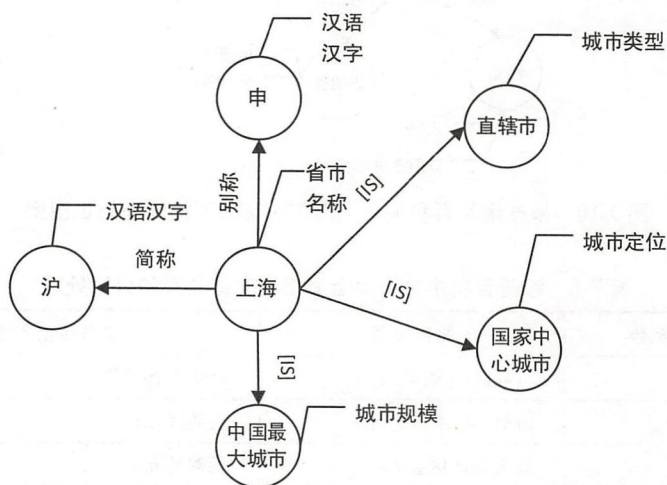 汉语
汉字
申
城市类型
直辖市
别称
省市
名称
[IS]
汉语汉字
简称
沪
上海
[IS]
城市定位
国家中
心城市
[IS]
中国最
大城市
城市规模